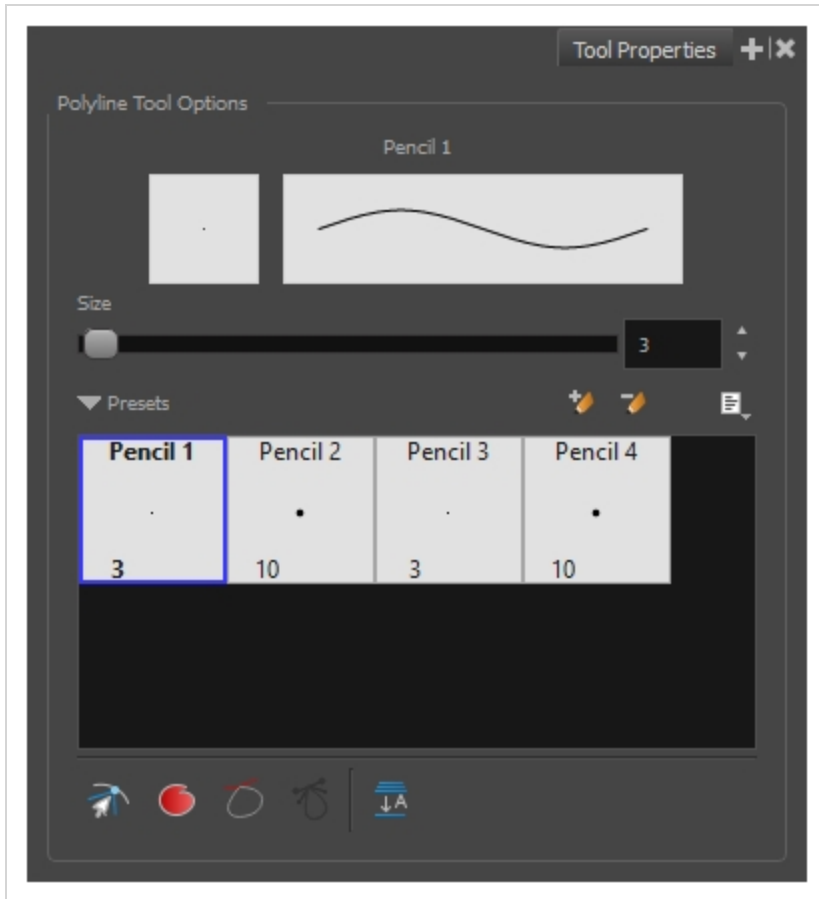 Tool Properties
Polyline Tool Options
Pencil 1
Size
3
Presets
Pencil 1 Pencil 2 Pencil 3 Pencil 4
3 10 3 10
A